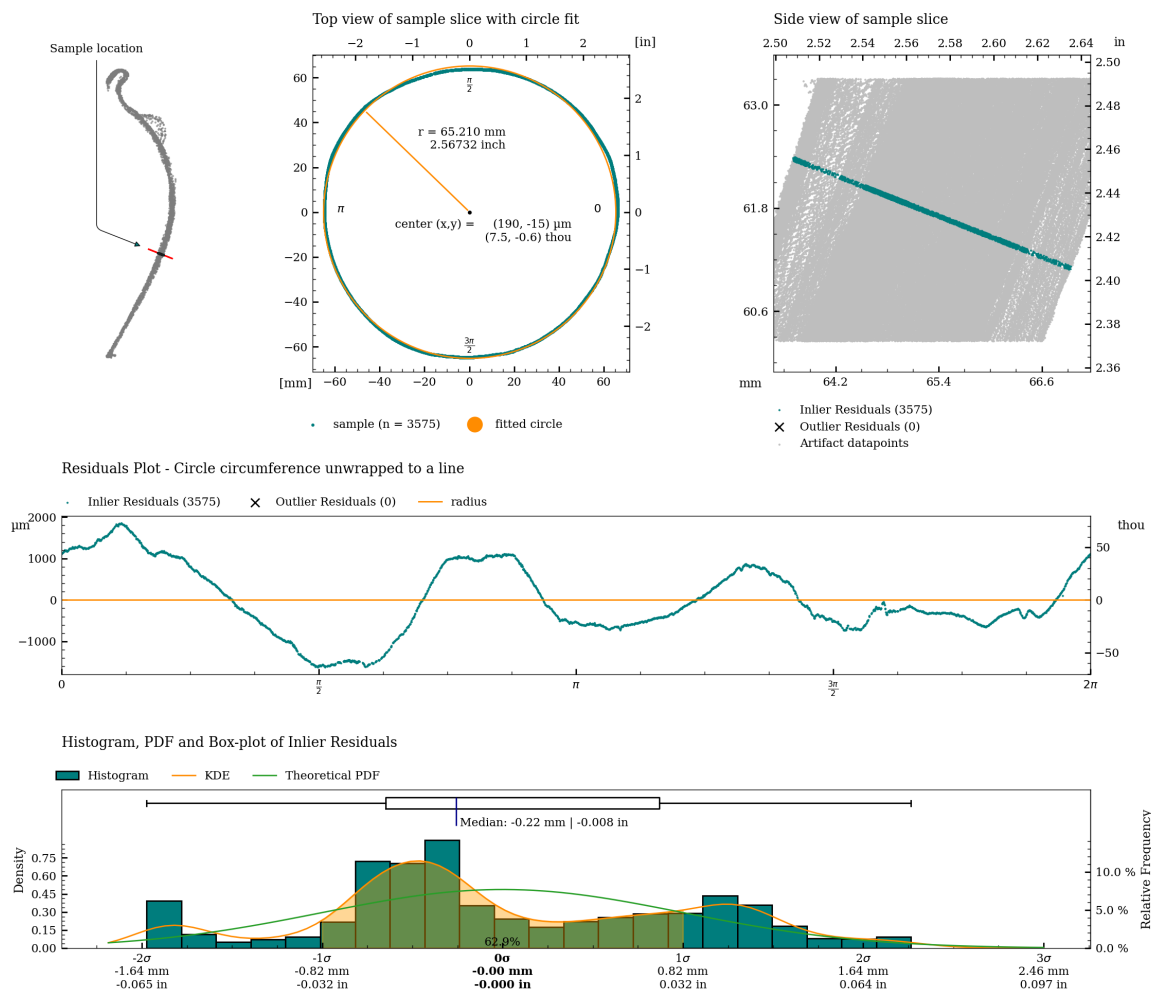 Sample location
Top view of sample slice with circle fit
−2 −1 0 1 2 [in]
60
40
20
0
−20
−40
−60
2
1
0
−1
−2
π/2
r = 65.210 mm
2.56732 inch
π
0
center (x,y) = (190, -15) µm
(7.5, -0.6) thou
3π/2
[mm] −60 −40 −20 0 20 40 60
sample (n = 3575)
fitted circle
Side view of sample slice
2.50 2.52 2.54 2.56 2.58 2.60 2.62 2.64 in
63.0
61.8
60.6
2.50
2.49
2.48
2.46
2.45
2.44
2.42
2.41
2.40
2.38
2.37
2.36
mm 64.2 65.4 66.6
Inlier Residuals (3575)
Outlier Residuals (0)
Artifact datapoints
Residuals Plot - Circle circumference unwrapped to a line
Inlier Residuals (3575) Outlier Residuals (0) radius
µm
2000
1000
0
−1000
thou
50
0
−50
0 π/2 π 3π/2 2π
Histogram, PDF and Box-plot of Inlier Residuals
Histogram KDE Theoretical PDF
Median: -0.22 mm | -0.008 in
Density
0.75
0.60
0.45
0.30
0.15
0.00
Relative Frequency
10.0 %
5.0 %
0.0 %
62.9%
-2σ -1σ 0σ 1σ 2σ 3σ
-1.64 mm -0.82 mm -0.00 mm 0.82 mm 1.64 mm 2.46 mm
-0.065 in -0.032 in -0.000 in 0.032 in 0.064 in 0.097 in